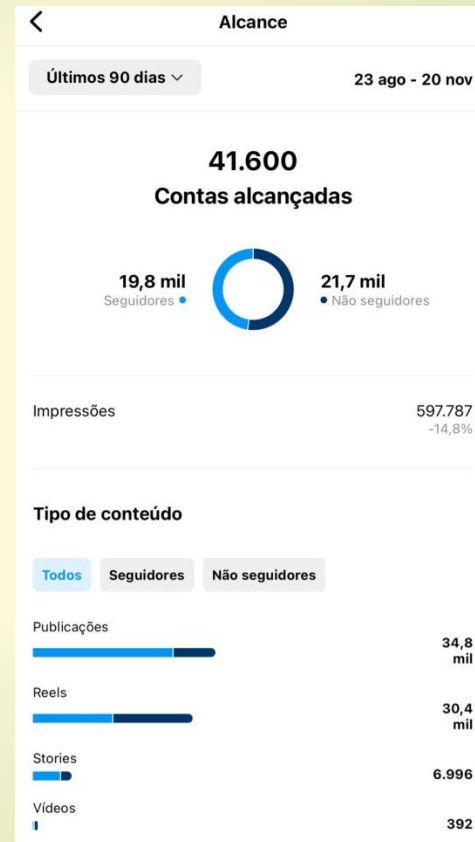 Alcance
Últimos 90 dias
23 ago - 20 nov
41.600
Contas alcançadas
19,8 mil
Seguidores
21,7 mil
Não seguidores
Impressões
597.787
-14,8%
Tipo de conteúdo
Todos
Seguidores
Não seguidores
Publicações
34,8
mil
Reels
30,4
mil
Stories
6.996
Vídeos
392